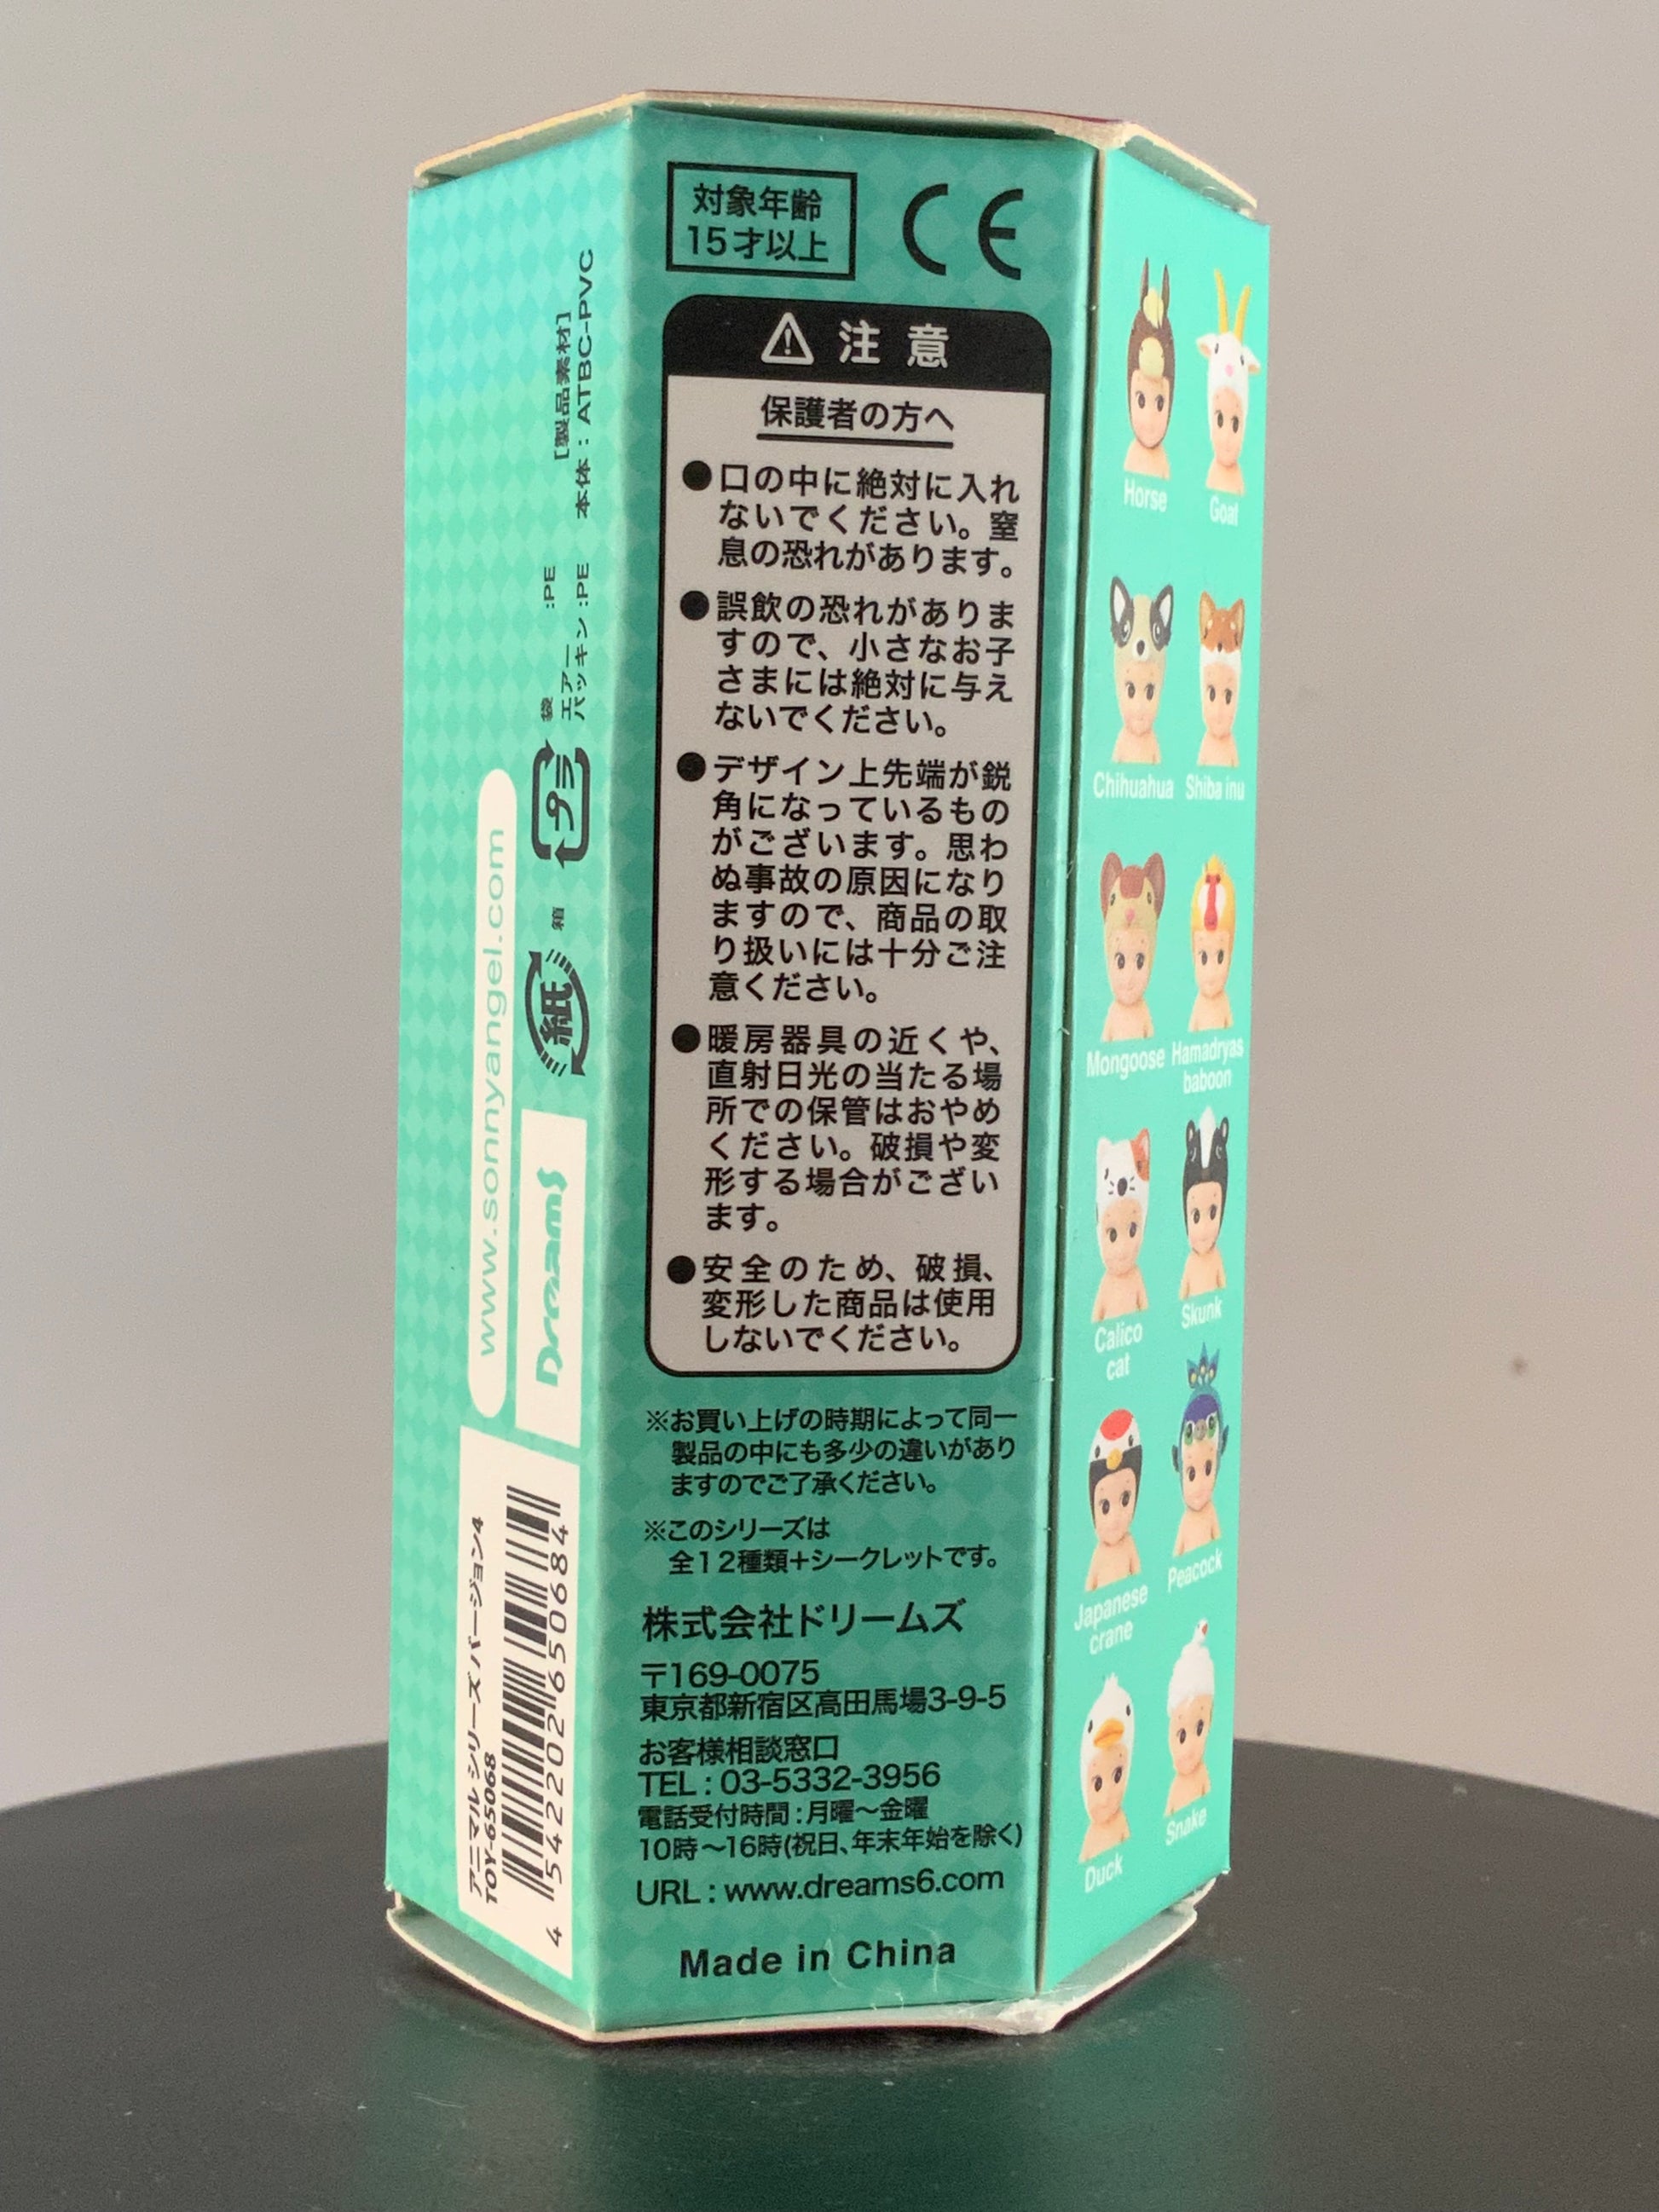 対象年齢
15才以上
CE
注意
保護者の方へ
●口の中に絶対に入れ
ないでください。窒
息の恐れがあります。
●誤飲の恐れがありま
すので、小さなお子
さまには絶対に与え
ないでください。
●デザイン上先端が鋭
角になっているもの
がございます。思わ
ぬ事故の原因になり
ますので、商品の取
り扱いには十分ご注
意ください。
●暖房器具の近くや、
直射日光の当たる場
所での保管はおやめ
ください。破損や変
形する場合がござい
ます。
●安全のため、破損、
変形した商品は使用
しないでください。
※お買い上げの時期によって同一
製品の中にも多少の違いがあり
ますのでご了承ください。
※このシリーズは
全12種類+シークレットです。
株式会社ドリームズ
〒169-0075
東京都新宿区高田馬場3-9-5
お客様相談窓口
TEL : 03-5332-3956
電話受付時間 : 月曜〜金曜
10時〜16時(祝日、年末年始を除く)
URL : www.dreams6.com
Made in China
[製品素材]
本体 : ATBC-PVC
袋 :PE
エアー
パッキン :PE
プラ
箱
紙
www.sonnyangel.com
Dreams
アニマル シリーズ バージョン4
TOY-65068
4 542202 650684
Horse
Goat
Chihuahua
Shiba inu
Mongoose
Hamadryas
baboon
Calico
cat
Skunk
Japanese
crane
Peacock
Duck
Snake